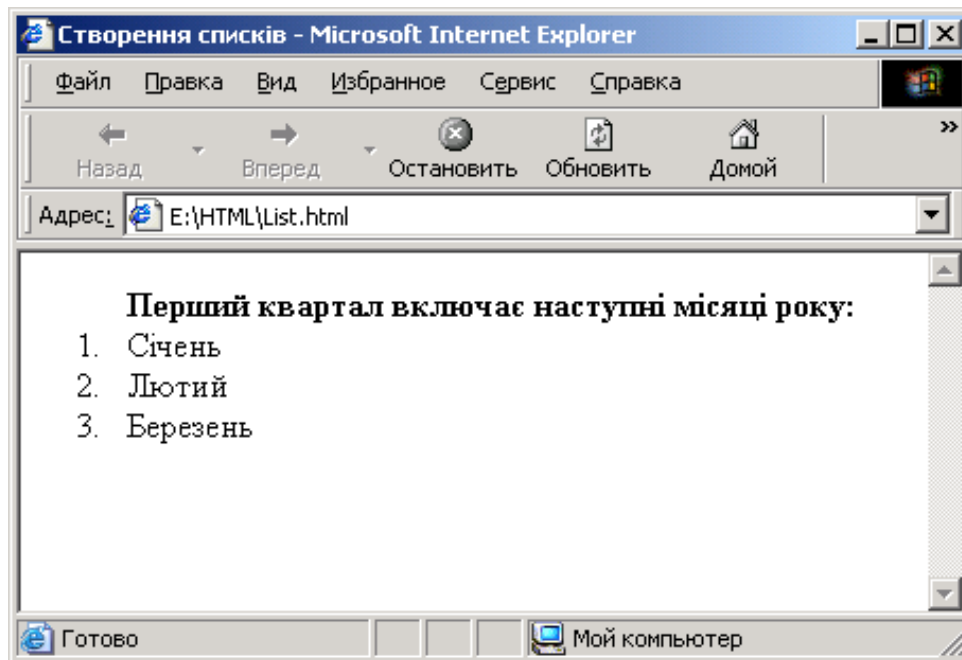 Створення списків - Microsoft Internet Explorer
Файл Правка Вид Избранное Сервис Справка
Назад Вперед Остановить Обновить Домой »
Адрес: E:\HTML\List.html
Перший квартал включає наступні місяці року:
1. Січень
2. Лютий
3. Березень
Готово Мой компьютер